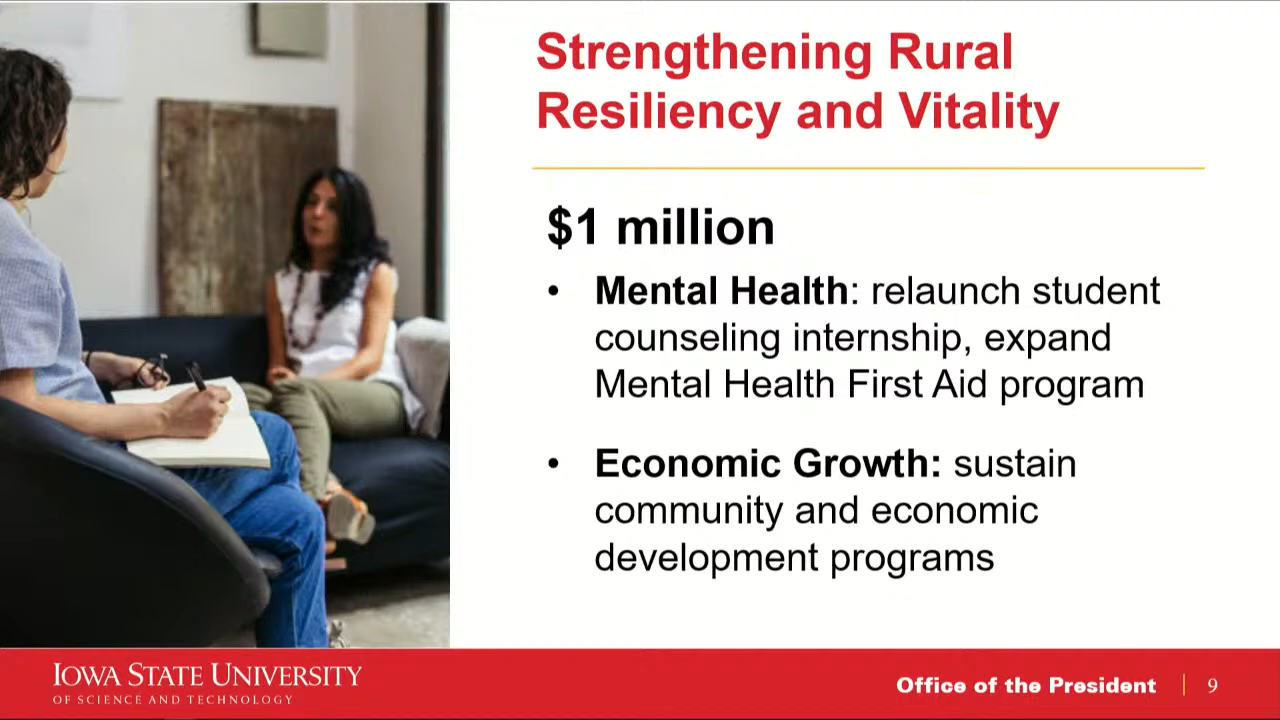 Strengthening Rural
Resiliency and Vitality
$1 million
• Mental Health: relaunch student
counseling internship, expand
Mental Health First Aid program
• Economic Growth: sustain
community and economic
development programs
IOWA STATE UNIVERSITY
OF SCIENCE AND TECHNOLOGY
Office of the President | 9